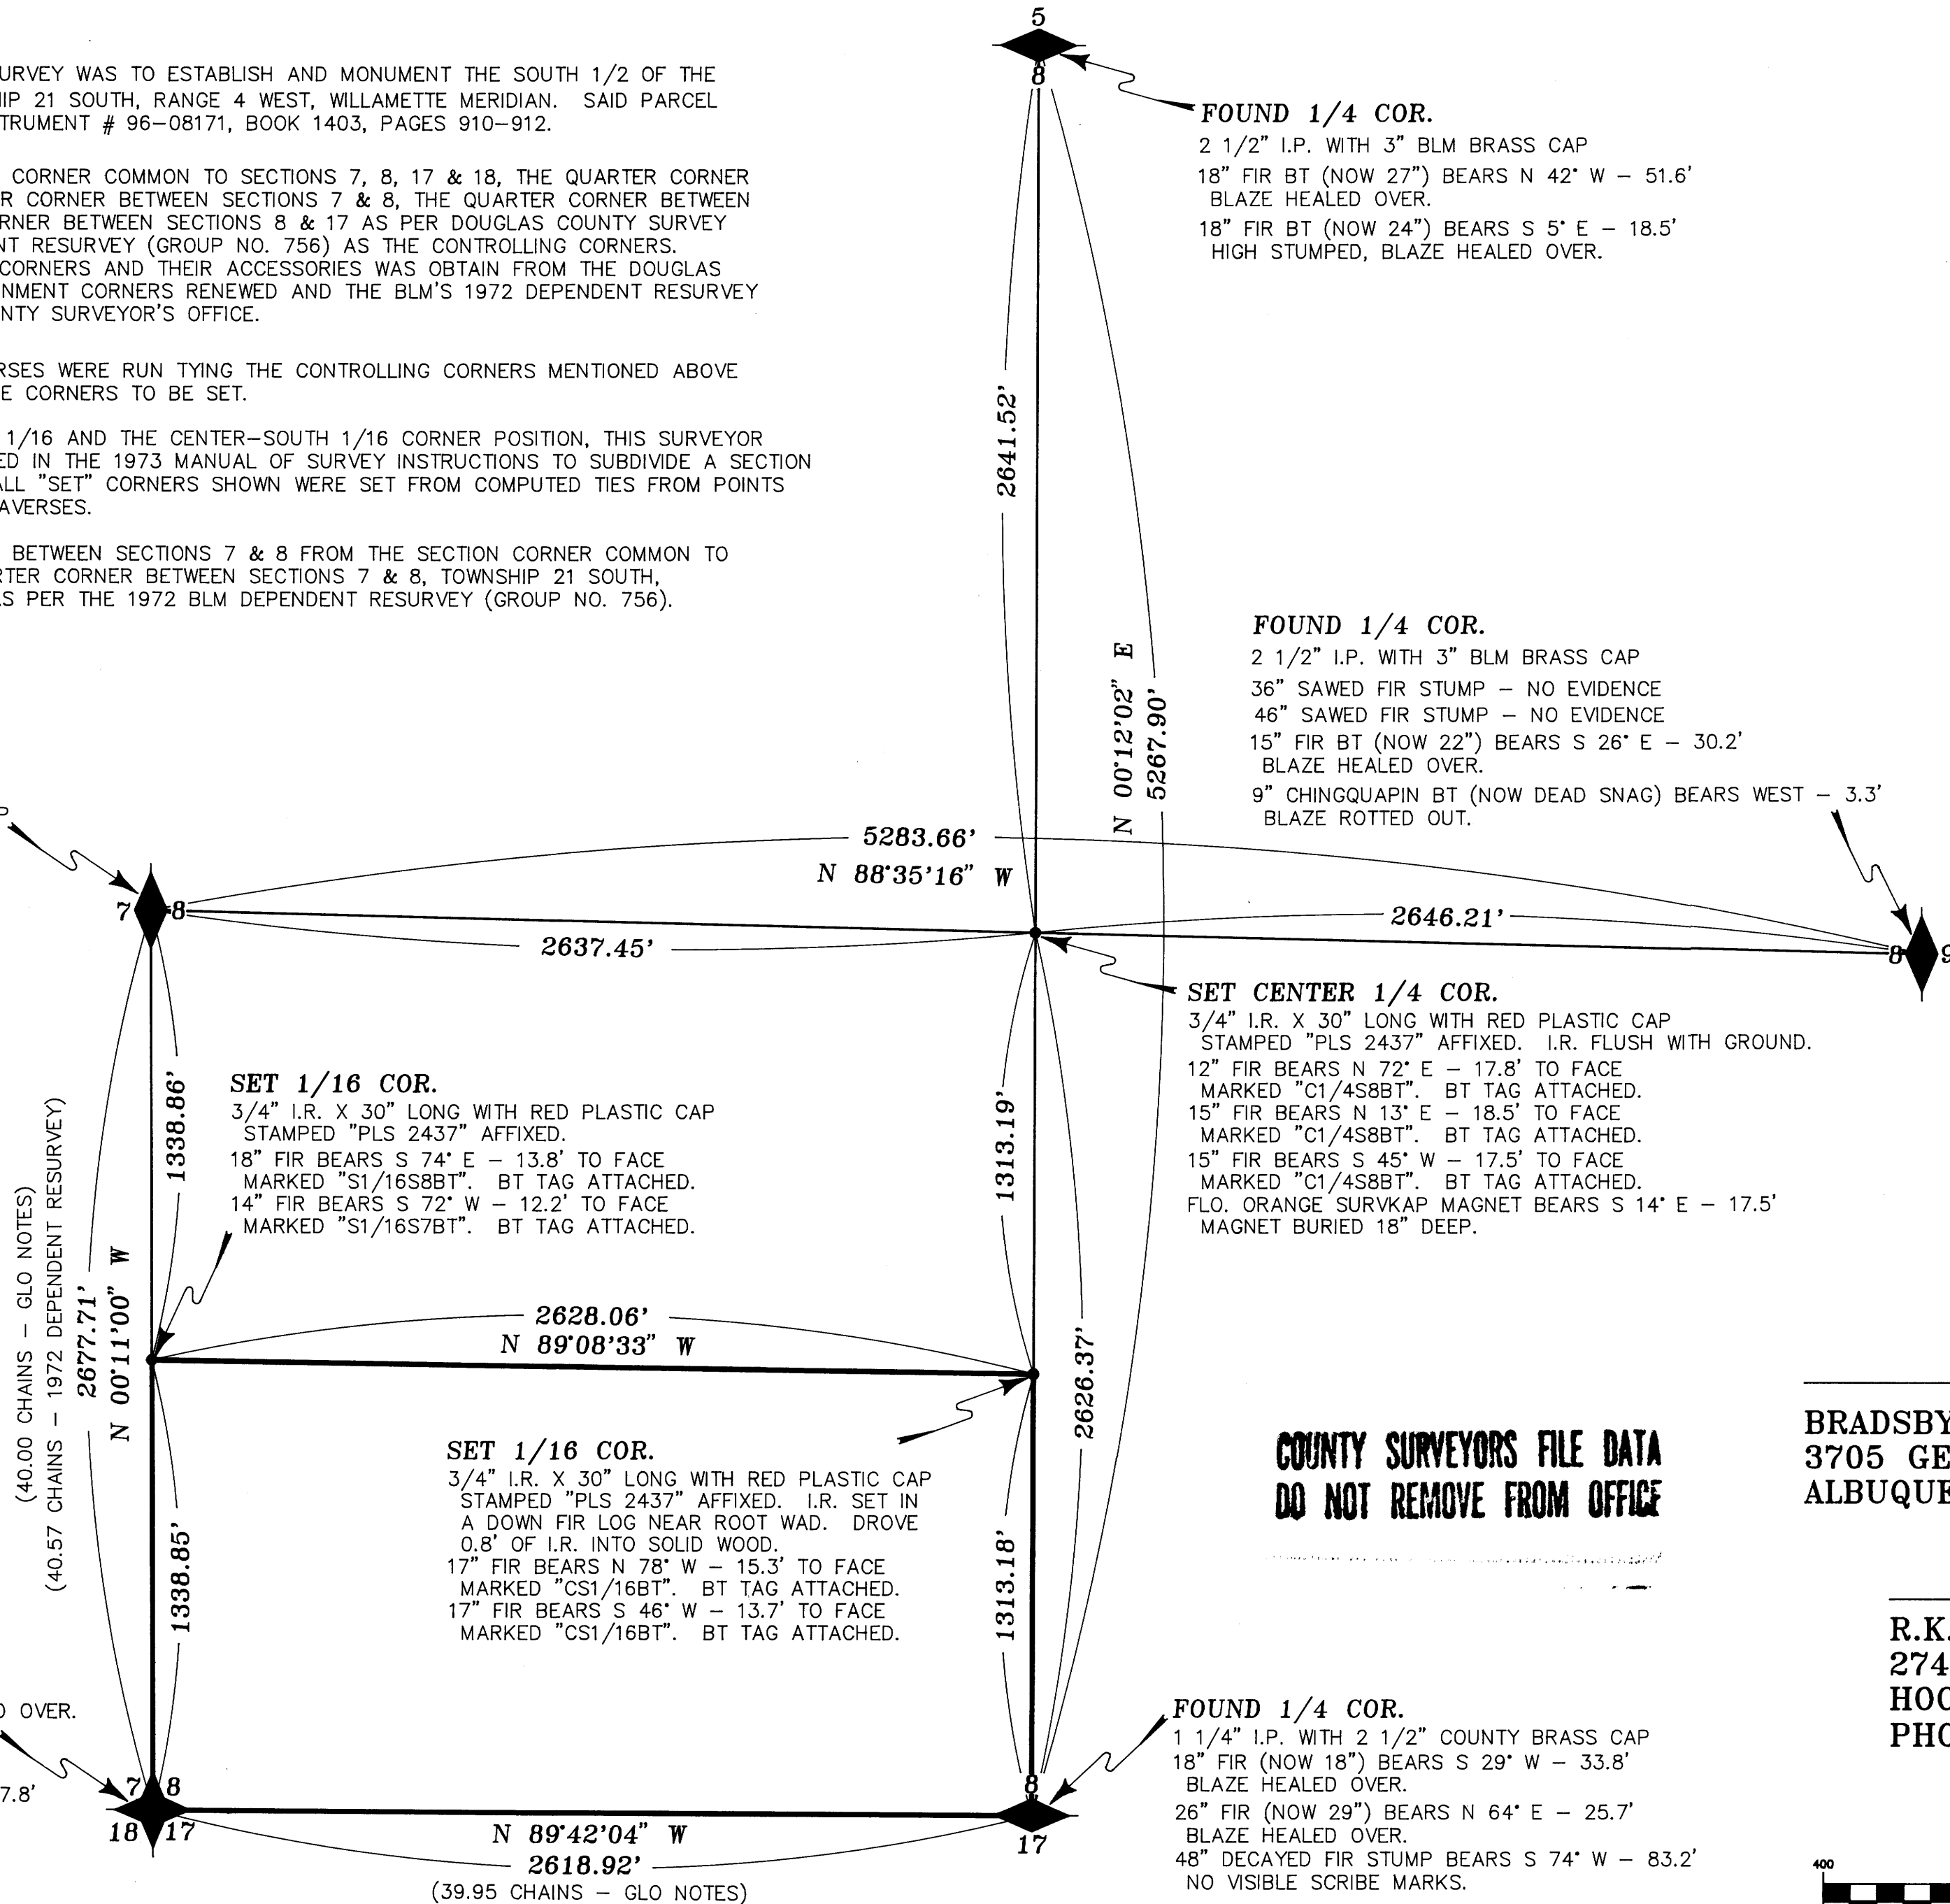 URVEY WAS TO ESTABLISH AND MONUMENT THE SOUTH 1/2 OF THE
IP 21 SOUTH, RANGE 4 WEST, WILLAMETTE MERIDIAN. SAID PARCEL
TRUMENT # 96-08171, BOOK 1403, PAGES 910-912.
CORNER COMMON TO SECTIONS 7, 8, 17 & 18, THE QUARTER CORNER
R CORNER BETWEEN SECTIONS 7 & 8, THE QUARTER CORNER BETWEEN
RNER BETWEEN SECTIONS 8 & 17 AS PER DOUGLAS COUNTY SURVEY
NT RESURVEY (GROUP NO. 756) AS THE CONTROLLING CORNERS.
CORNERS AND THEIR ACCESSORIES WAS OBTAIN FROM THE DOUGLAS
NMENT CORNERS RENEWED AND THE BLM'S 1972 DEPENDENT RESURVEY
NTY SURVEYOR'S OFFICE.
RSES WERE RUN TYING THE CONTROLLING CORNERS MENTIONED ABOVE
E CORNERS TO BE SET.
1/16 AND THE CENTER-SOUTH 1/16 CORNER POSITION, THIS SURVEYOR
ED IN THE 1973 MANUAL OF SURVEY INSTRUCTIONS TO SUBDIVIDE A SECTION
ALL "SET" CORNERS SHOWN WERE SET FROM COMPUTED TIES FROM POINTS
AVERSES.
BETWEEN SECTIONS 7 & 8 FROM THE SECTION CORNER COMMON TO
RTER CORNER BETWEEN SECTIONS 7 & 8, TOWNSHIP 21 SOUTH,
AS PER THE 1972 BLM DEPENDENT RESURVEY (GROUP NO. 756).
5
8
FOUND 1/4 COR.
2 1/2" I.P. WITH 3" BLM BRASS CAP
18" FIR BT (NOW 27") BEARS N 42° W - 51.6'
BLAZE HEALED OVER.
18" FIR BT (NOW 24") BEARS S 5° E - 18.5'
HIGH STUMPED, BLAZE HEALED OVER.
2641.52'
N 00°12'02" E
5267.90'
FOUND 1/4 COR.
2 1/2" I.P. WITH 3" BLM BRASS CAP
36" SAWED FIR STUMP - NO EVIDENCE
46" SAWED FIR STUMP - NO EVIDENCE
15" FIR BT (NOW 22") BEARS S 26° E - 30.2'
BLAZE HEALED OVER.
9" CHINGQUAPIN BT (NOW DEAD SNAG) BEARS WEST - 3.3'
BLAZE ROTTED OUT.
5283.66'
N 88°35'16" W
7 8
2637.45'
2646.21'
8 9
SET CENTER 1/4 COR.
3/4" I.R. X 30" LONG WITH RED PLASTIC CAP
STAMPED "PLS 2437" AFFIXED. I.R. FLUSH WITH GROUND.
12" FIR BEARS N 72° E - 17.8' TO FACE
MARKED "C1/4S8BT". BT TAG ATTACHED.
15" FIR BEARS N 13° E - 18.5' TO FACE
MARKED "C1/4S8BT". BT TAG ATTACHED.
15" FIR BEARS S 45° W - 17.5' TO FACE
MARKED "C1/4S8BT". BT TAG ATTACHED.
FLO. ORANGE SURVKAP MAGNET BEARS S 14° E - 17.5'
MAGNET BURIED 18" DEEP.
1338.86'
SET 1/16 COR.
3/4" I.R. X 30" LONG WITH RED PLASTIC CAP
STAMPED "PLS 2437" AFFIXED.
18" FIR BEARS S 74° E - 13.8' TO FACE
MARKED "S1/16S8BT". BT TAG ATTACHED.
14" FIR BEARS S 72° W - 12.2' TO FACE
MARKED "S1/16S7BT". BT TAG ATTACHED.
1313.19'
(40.00 CHAINS - GLO NOTES)
(40.57 CHAINS - 1972 DEPENDENT RESURVEY)
2677.71'
N 00°11'00" W
2628.06'
N 89°08'33" W
2626.37'
SET 1/16 COR.
3/4" I.R. X 30" LONG WITH RED PLASTIC CAP
STAMPED "PLS 2437" AFFIXED. I.R. SET IN
A DOWN FIR LOG NEAR ROOT WAD. DROVE
0.8' OF I.R. INTO SOLID WOOD.
17" FIR BEARS N 78° W - 15.3' TO FACE
MARKED "CS1/16BT". BT TAG ATTACHED.
17" FIR BEARS S 46° W - 13.7' TO FACE
MARKED "CS1/16BT". BT TAG ATTACHED.
1338.85'
1313.18'
COUNTY SURVEYORS FILE DATA
DO NOT REMOVE FROM OFFICE
BRADSBY
3705 GE
ALBUQUE
R.K.
274
HOO
PHO
OVER.
7.8'
7 8
18 17
N 89°42'04" W
2618.92'
(39.95 CHAINS - GLO NOTES)
8
17
FOUND 1/4 COR.
1 1/4" I.P. WITH 2 1/2" COUNTY BRASS CAP
18" FIR (NOW 18") BEARS S 29° W - 33.8'
BLAZE HEALED OVER.
26" FIR (NOW 29") BEARS N 64° E - 25.7'
BLAZE HEALED OVER.
48" DECAYED FIR STUMP BEARS S 74° W - 83.2'
NO VISIBLE SCRIBE MARKS.
400